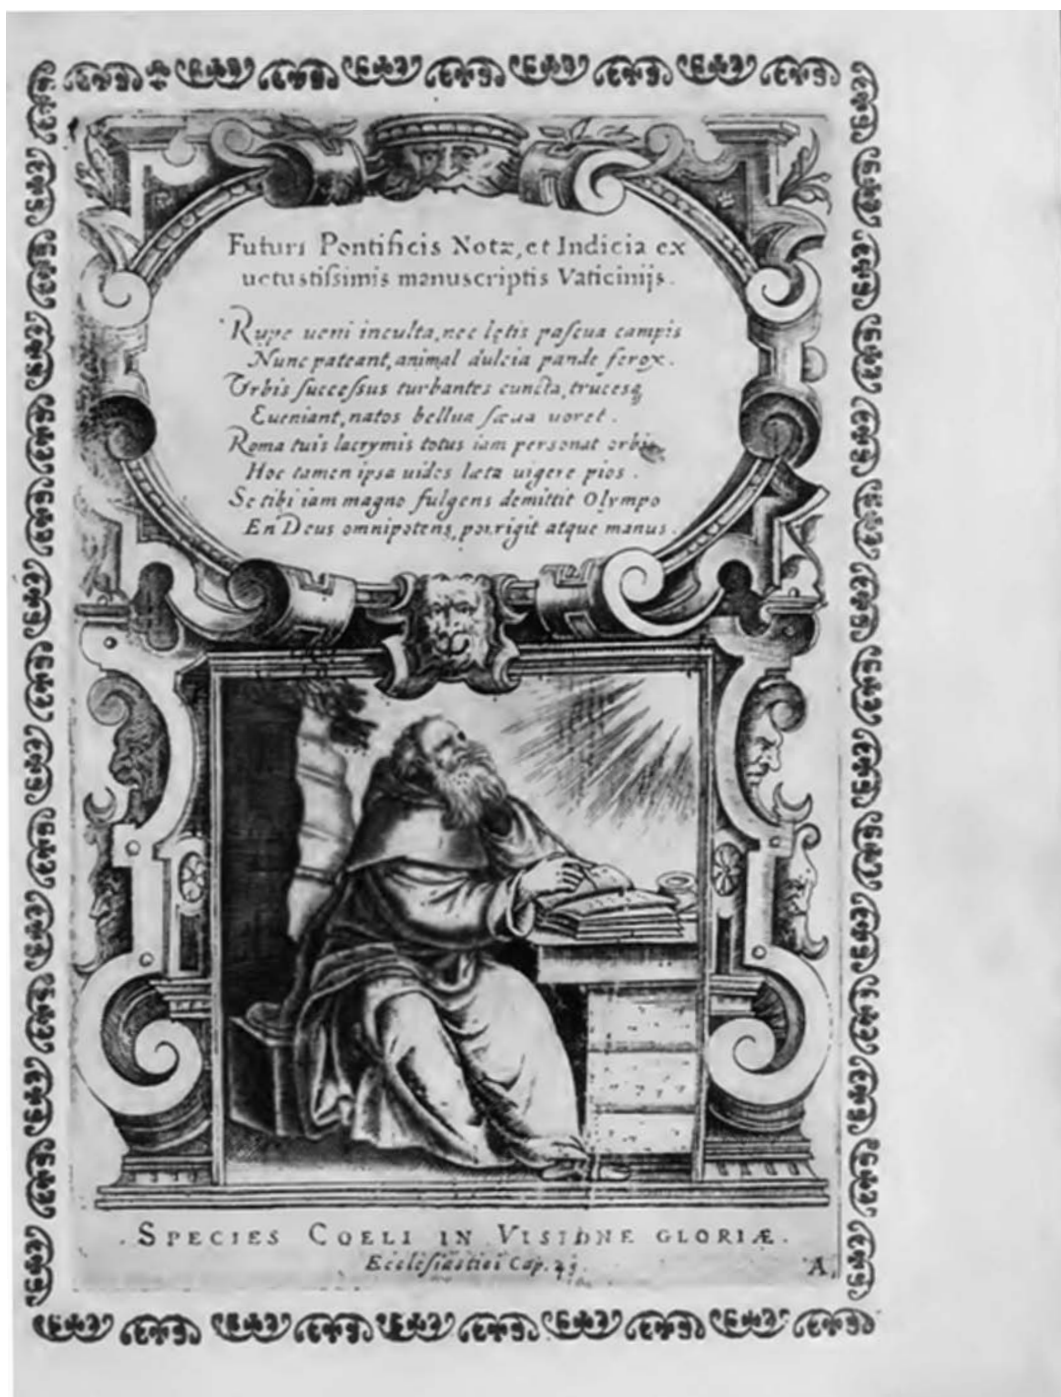 Futuri Pontificis Notæ, et Indicia ex
uetustissimis manuscriptis Vaticinijs.
Rupe ueni inculta, nec lętis pascua campis
Nunc pateant, animal dulcia pande ferox.
Vrbis successus turbantes cuncta, trucesq
Eueniant, natos bellua sæua uoret.
Roma tuis lacrymis totus iam personat orbis
Hoc tamen ipsa uides læta uigere pios.
Se tibi iam magno fulgens demittit Olympo
En Deus omnipotens, porrigit atque manus.
SPECIES COELI IN VISIONE GLORIÆ.
Ecclesiastici Cap.
A